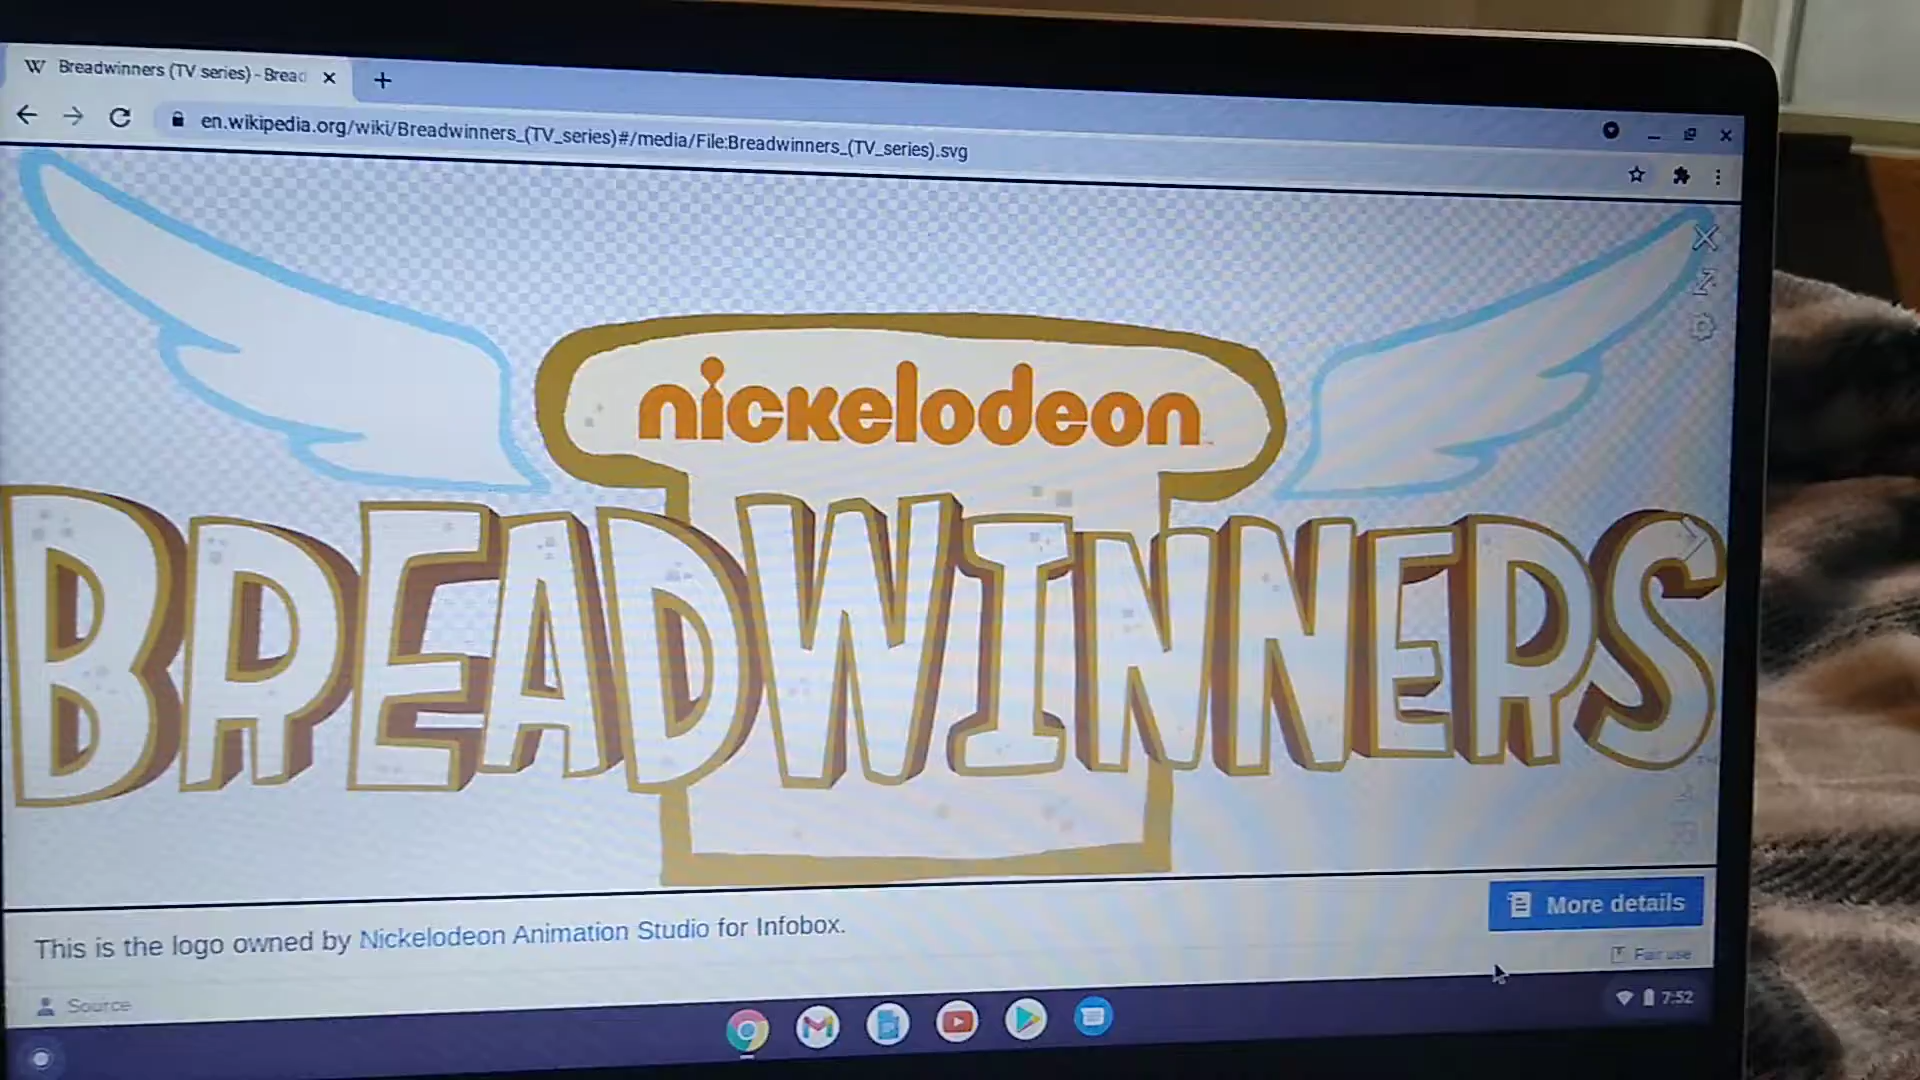 W Breadwinners (TV series) - Bread
en.wikipedia.org/wiki/Breadwinners_(TV_series)#/media/File:Breadwinners_(TV_series).svg
nickelodeon
BREADWINNERS
This is the logo owned by Nickelodeon Animation Studio for Infobox.
More details
Fair use
Source
7:52